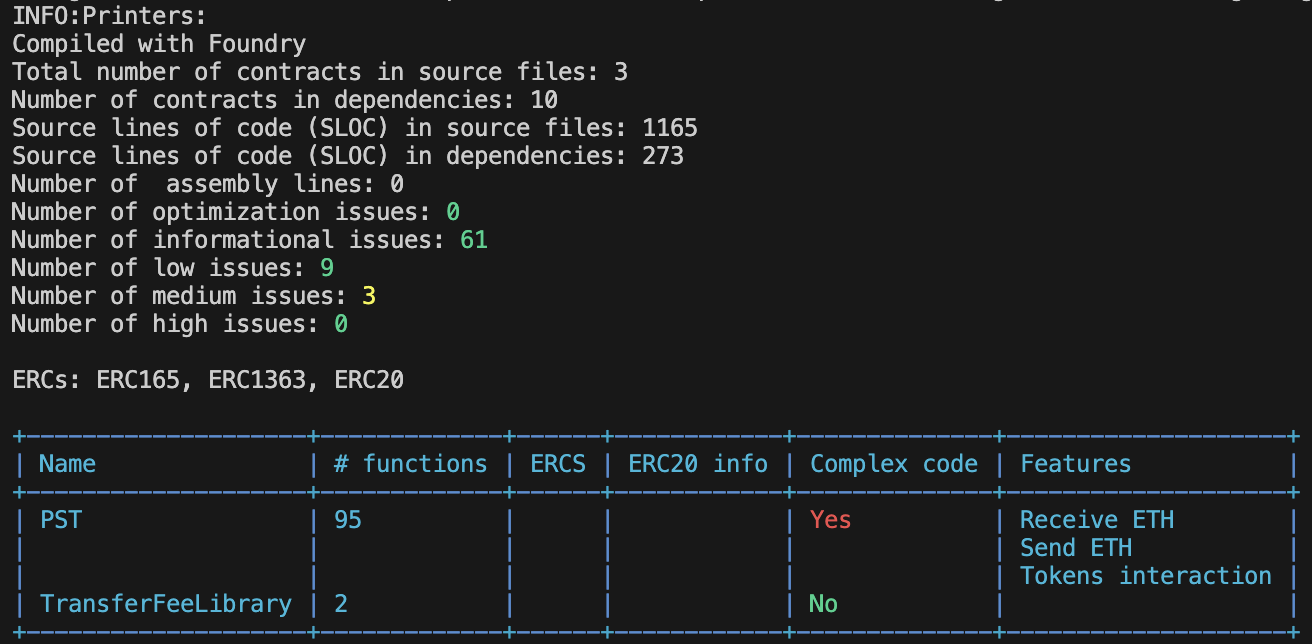 INFO:Printers:
Compiled with Foundry
Total number of contracts in source files: 3
Number of contracts in dependencies: 10
Source lines of code (SLOC) in source files: 1165
Source lines of code (SLOC) in dependencies: 273
Number of  assembly lines: 0
Number of optimization issues: 0
Number of informational issues: 61
Number of low issues: 9
Number of medium issues: 3
Number of high issues: 0
ERCs: ERC165, ERC1363, ERC20
| Name | # functions | ERCS | ERC20 info | Complex code | Features |
| PST | 95 | | | Yes | Receive ETH |
| | | | | | Send ETH |
| | | | | | Tokens interaction |
| TransferFeeLibrary | 2 | | | No | |